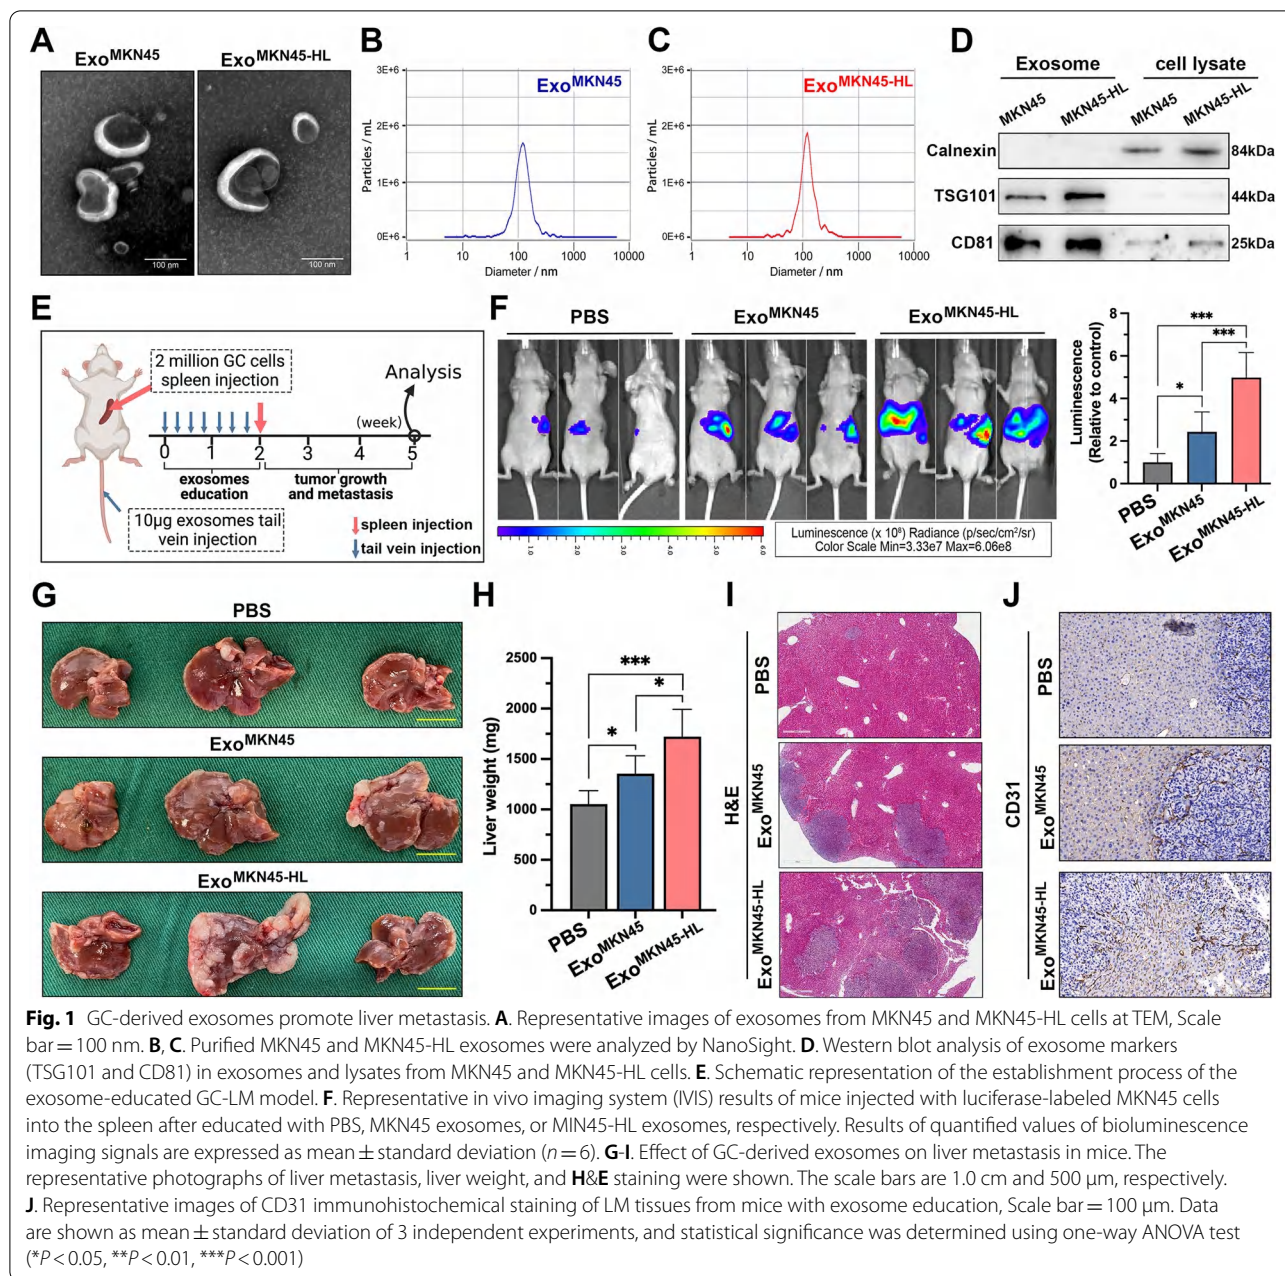 A
Exo^MKN45
Exo^MKN45-HL
100 nm
100 nm
B
Exo^MKN45
Particles / mL
3E+6
2E+6
1E+6
0E+6
1 10 100 1000 10000
Diameter / nm
C
Exo^MKN45-HL
Particles / mL
3E+6
2E+6
1E+6
0E+6
1 10 100 1000 10000
Diameter / nm
D
Exosome cell lysate
MKN45 MKN45-HL MKN45 MKN45-HL
Calnexin 84kDa
TSG101 44kDa
CD81 25kDa
E
2 million GC cells
spleen injection
Analysis
(week)
0 1 2 3 4 5
exosomes
education
tumor growth
and metastasis
10µg exosomes tail
vein injection
spleen injection
tail vein injection
F
PBS
Exo^MKN45
Exo^MKN45-HL
1.0 2.0 3.0 4.0 5.0 6.0
Luminescence (x 10⁸) Radiance (p/sec/cm²/sr)
Color Scale Min=3.33e7 Max=6.06e8
Luminescence
(Relative to control)
8
6
4
2
0
***
***
*
PBS
Exo^MKN45
Exo^MKN45-HL
G
PBS
Exo^MKN45
Exo^MKN45-HL
H
Liver weight (mg)
2500
2000
1500
1000
500
0
***
*
*
PBS
Exo^MKN45
Exo^MKN45-HL
I
H&E
PBS
Exo^MKN45
Exo^MKN45-HL
J
CD31
PBS
Exo^MKN45
Exo^MKN45-HL
Fig. 1 GC-derived exosomes promote liver metastasis. A. Representative images of exosomes from MKN45 and MKN45-HL cells at TEM, Scale
bar = 100 nm. B, C. Purified MKN45 and MKN45-HL exosomes were analyzed by NanoSight. D. Western blot analysis of exosome markers
(TSG101 and CD81) in exosomes and lysates from MKN45 and MKN45-HL cells. E. Schematic representation of the establishment process of the
exosome-educated GC-LM model. F. Representative in vivo imaging system (IVIS) results of mice injected with luciferase-labeled MKN45 cells
into the spleen after educated with PBS, MKN45 exosomes, or MIN45-HL exosomes, respectively. Results of quantified values of bioluminescence
imaging signals are expressed as mean ± standard deviation (n = 6). G-I. Effect of GC-derived exosomes on liver metastasis in mice. The
representative photographs of liver metastasis, liver weight, and H&E staining were shown. The scale bars are 1.0 cm and 500 µm, respectively.
J. Representative images of CD31 immunohistochemical staining of LM tissues from mice with exosome education, Scale bar = 100 µm. Data
are shown as mean ± standard deviation of 3 independent experiments, and statistical significance was determined using one-way ANOVA test
(*P < 0.05, **P < 0.01, ***P < 0.001)